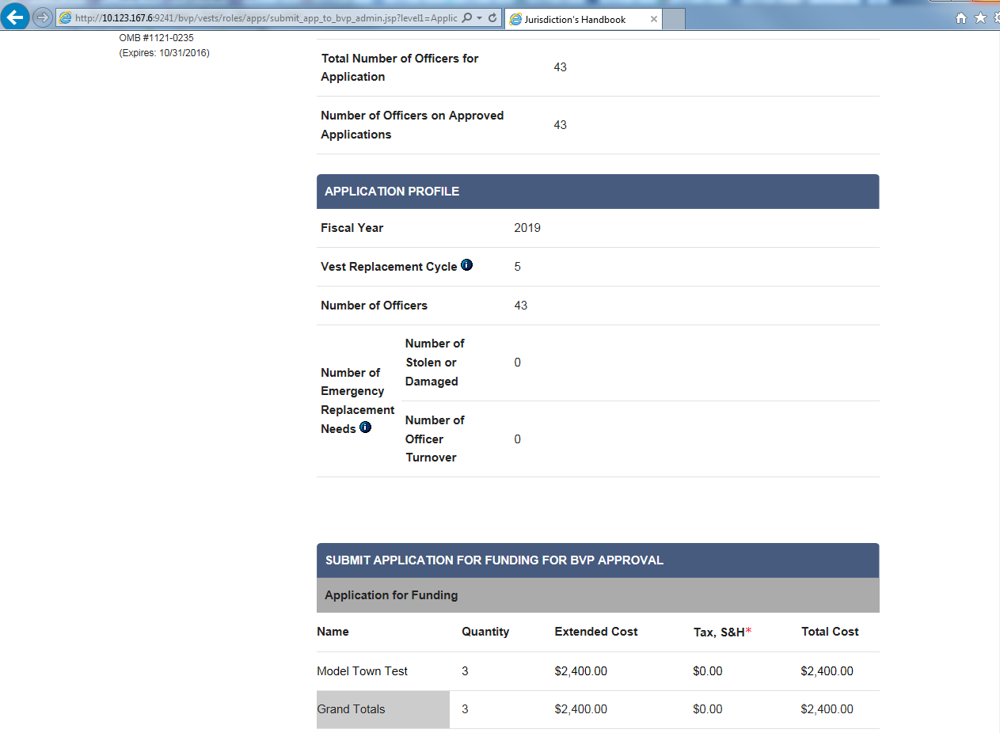 http://10.123.167.6:9241/bvp/vests/roles/apps/submit_app_to_bvp_admin.jsp?level1=Applic
Jurisdiction's Handbook
OMB #1121-0235
(Expires: 10/31/2016)
Total Number of Officers for
Application
43
Number of Officers on Approved
Applications
43
APPLICATION PROFILE
Fiscal Year 2019
Vest Replacement Cycle 5
Number of Officers 43
Number of
Emergency
Replacement
Needs
Number of
Stolen or
Damaged
0
Number of
Officer
Turnover
0
SUBMIT APPLICATION FOR FUNDING FOR BVP APPROVAL
Application for Funding
Name Quantity Extended Cost Tax, S&H* Total Cost
Model Town Test 3 $2,400.00 $0.00 $2,400.00
Grand Totals 3 $2,400.00 $0.00 $2,400.00